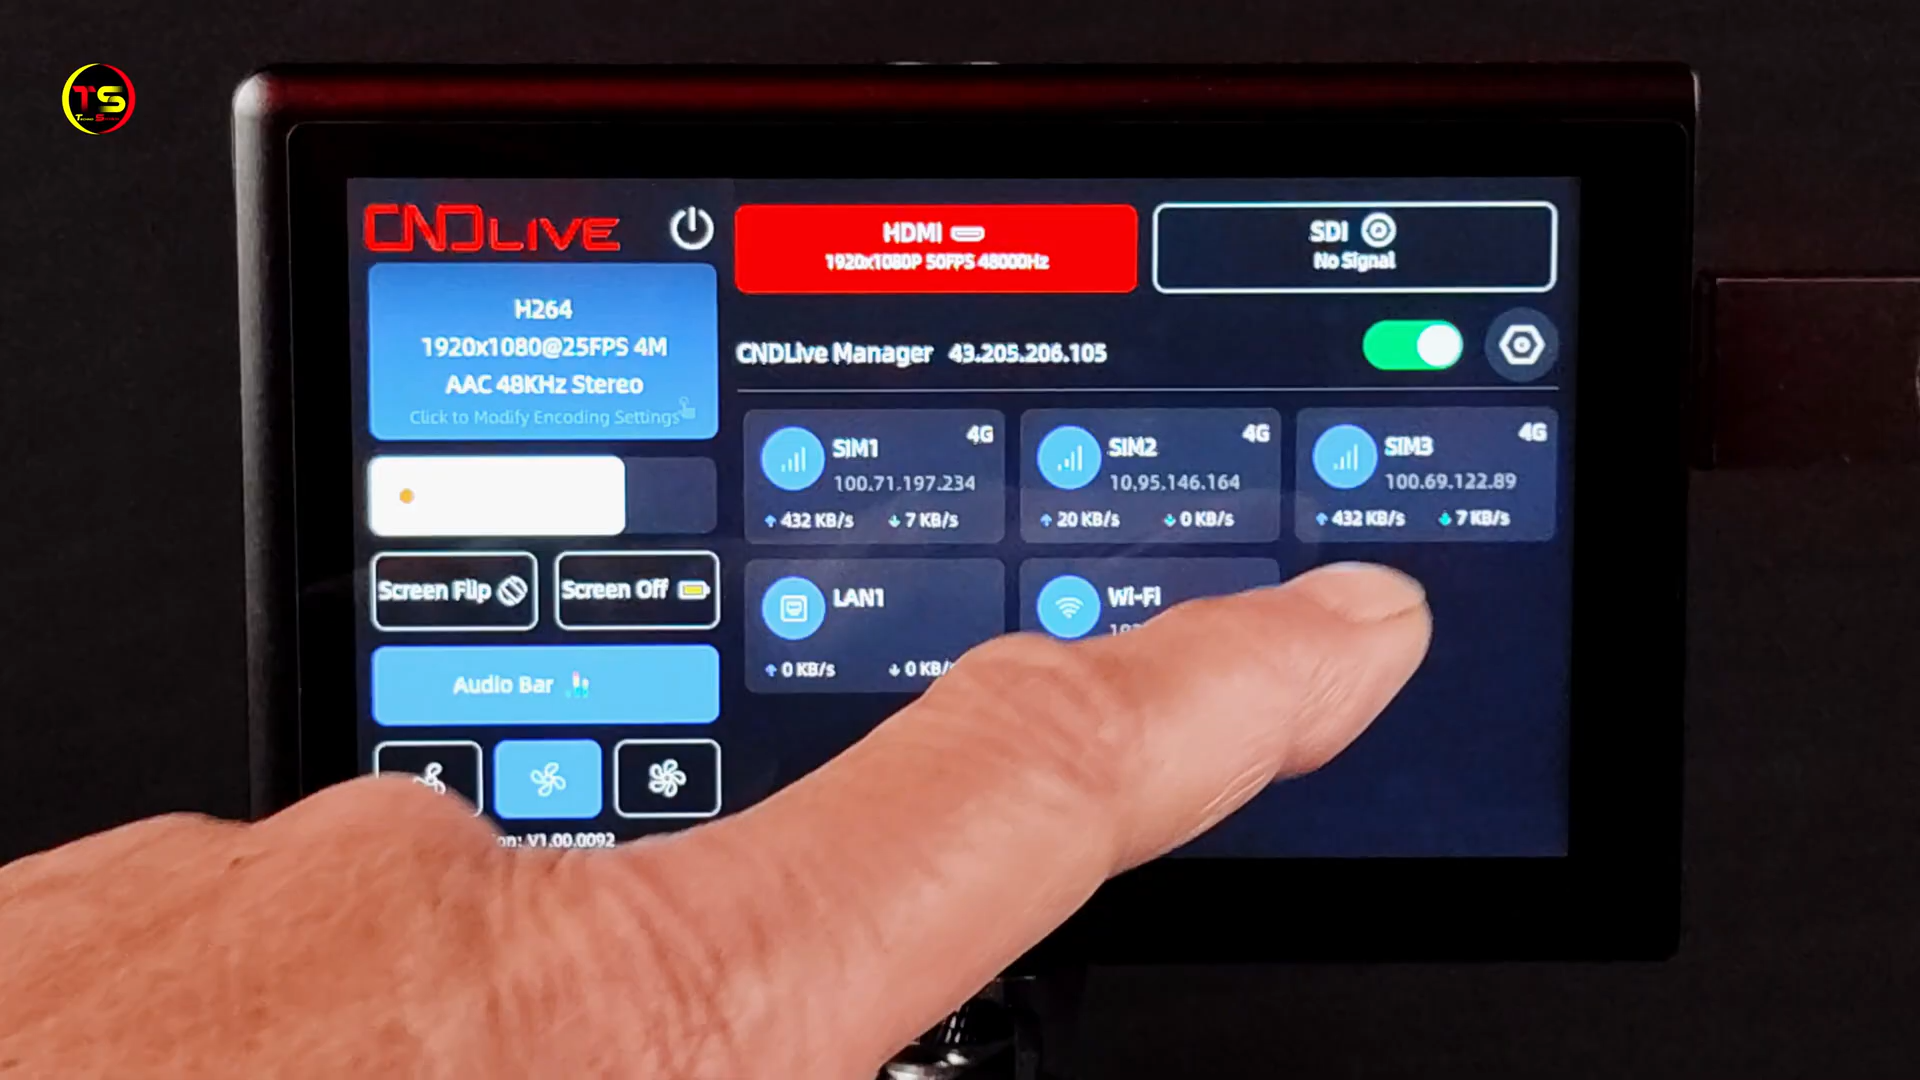 TS
CNDLIVE
HDMI
1920x1080P 50FPS 48000Hz
SDI
No Signal
H264
1920x1080@25FPS 4M
AAC 48KHz Stereo
Click to Modify Encoding Settings
CNDLive Manager 43.205.206.105
SIM1 4G
100.71.197.234
432 KB/s 7 KB/s
SIM2 4G
10.95.146.164
20 KB/s 0 KB/s
SIM3 4G
100.69.122.89
432 KB/s 7 KB/s
Screen Flip
Screen Off
LAN1
0 KB/s 0 KB/s
Wi-Fi
Audio Bar
V1.00.0092